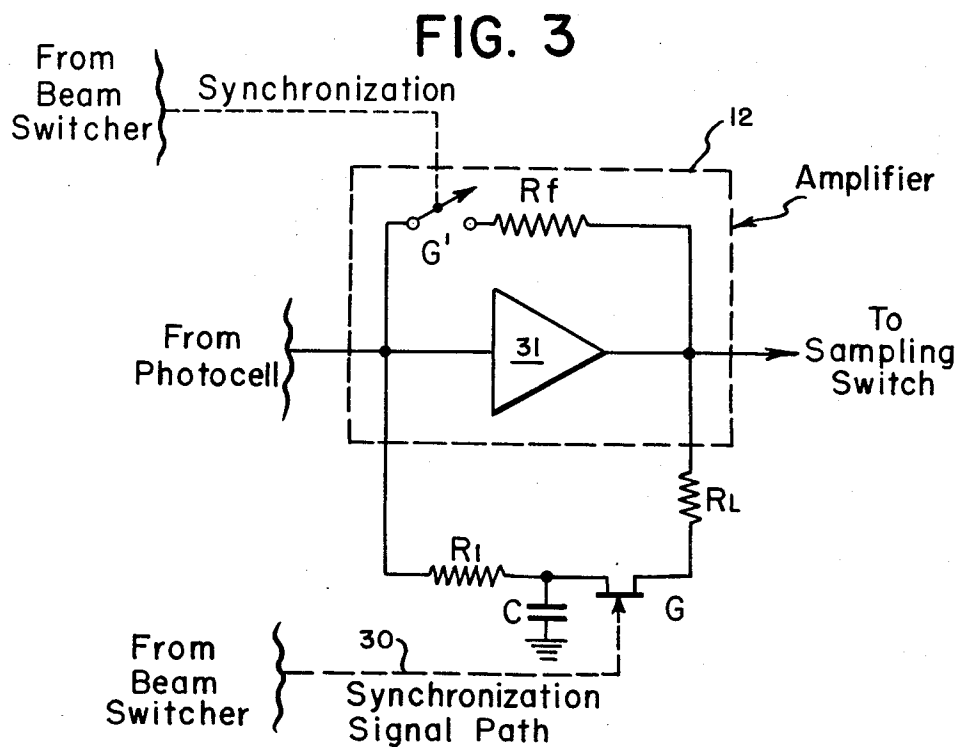 FIG. 3
From
Beam
Switcher
Synchronization
12
Amplifier
Rf
G'
From
Photocell
31
To
Sampling
Switch
RL
R1
C
G
From
Beam
Switcher
30
Synchronization
Signal Path